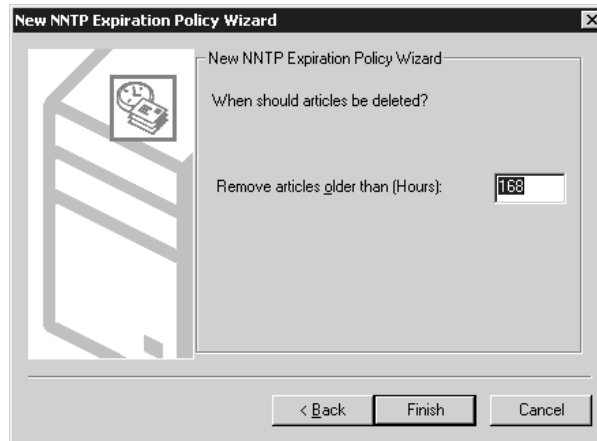 New NNTP Expiration Policy Wizard
New NNTP Expiration Policy Wizard
When should articles be deleted?
Remove articles older than (Hours): 168
< Back Finish Cancel